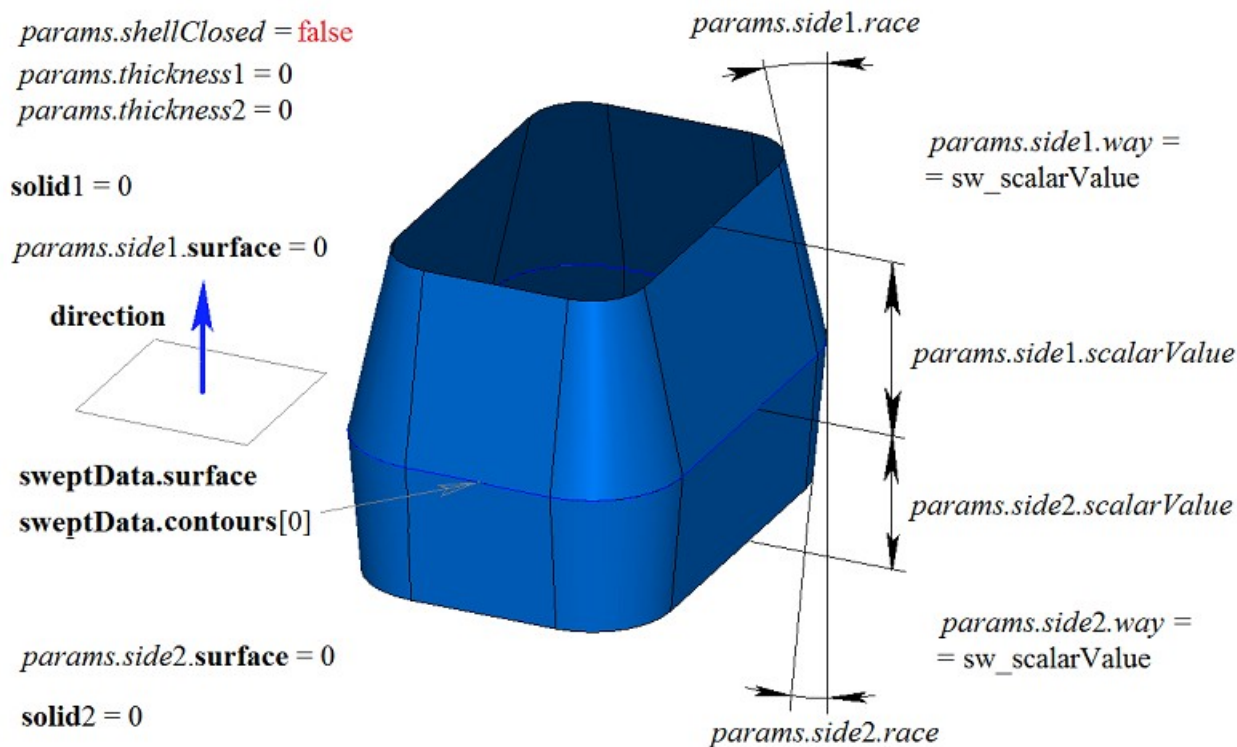 params.shellClosed = false
params.thickness1 = 0
params.thickness2 = 0
solid1 = 0
params.side1.surface = 0
direction
sweptData.surface
sweptData.contours[0]
params.side2.surface = 0
solid2 = 0
params.side1.race
params.side1.way =
= sw_scalarValue
params.side1.scalarValue
params.side2.scalarValue
params.side2.way =
= sw_scalarValue
params.side2.race